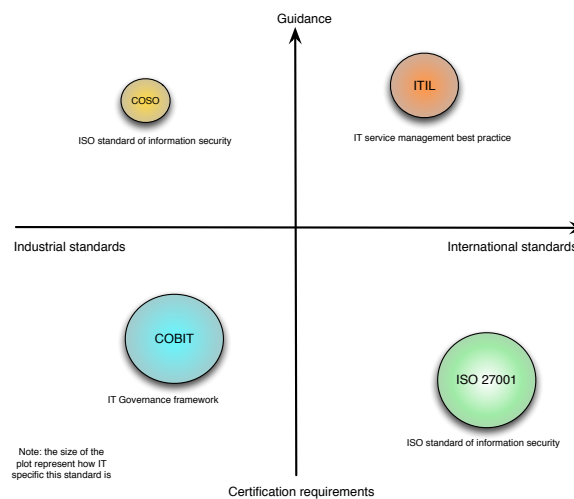 Guidance
COSO
ITIL
ISO standard of information security
IT service management best practice
Industrial standards
International standards
COBIT
ISO 27001
IT Governance framework
ISO standard of information security
Note: the size of the
plot represent how IT
specific this standard is
Certification requirements